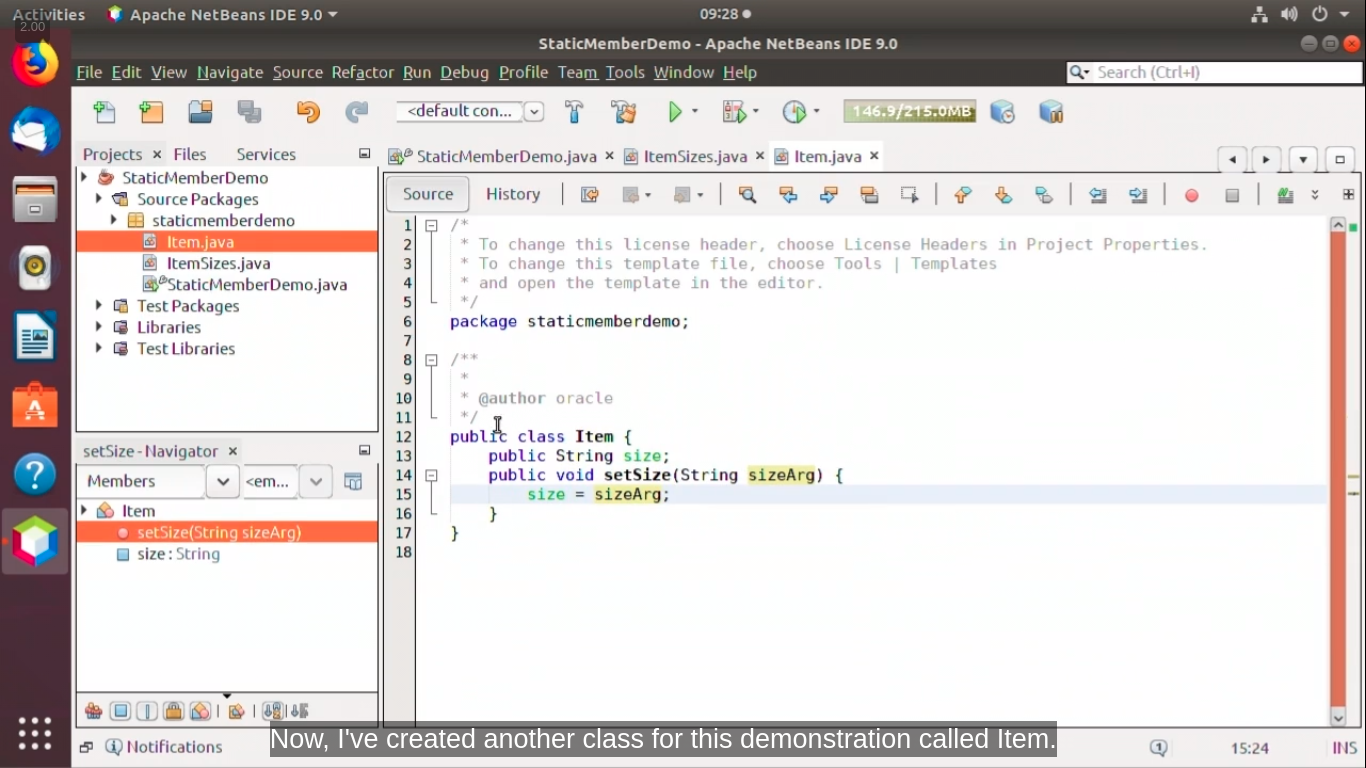 Activities
Apache NetBeans IDE 9.0
09:28
2.00
StaticMemberDemo - Apache NetBeans IDE 9.0
File Edit View Navigate Source Refactor Run Debug Profile Team Tools Window Help
Search (Ctrl+I)
<default con...
146.9/215.0MB
Projects Files Services
StaticMemberDemo
Source Packages
staticmemberdemo
Item.java
ItemSizes.java
StaticMemberDemo.java
Test Packages
Libraries
Test Libraries
setSize - Navigator
Members
<em...
Item
setSize(String sizeArg)
size : String
StaticMemberDemo.java ItemSizes.java Item.java
Source History
1 /*
2 * To change this license header, choose License Headers in Project Properties.
3 * To change this template file, choose Tools | Templates
4 * and open the template in the editor.
5 */
6 package staticmemberdemo;
7
8 /**
9 *
10 * @author oracle
11 */
12 public class Item {
13 public String size;
14 public void setSize(String sizeArg) {
15 size = sizeArg;
16 }
17 }
18
Now, I've created another class for this demonstration called Item.
Notifications
1
15:24
INS